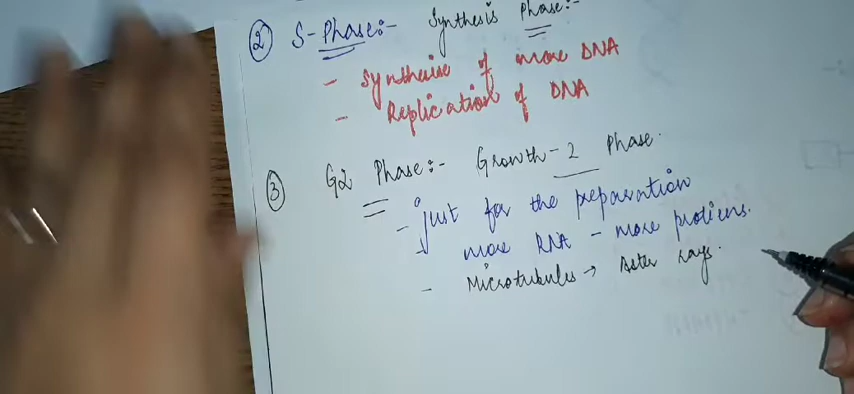 ② S-Phase:- Synthesis Phase:-
- Synthesise of more DNA
- Replication of DNA
③ G2 Phase:- Growth-2 Phase.
- just for the preparation
- more RNA - more protiens.
- Microtubules → Aster rays.